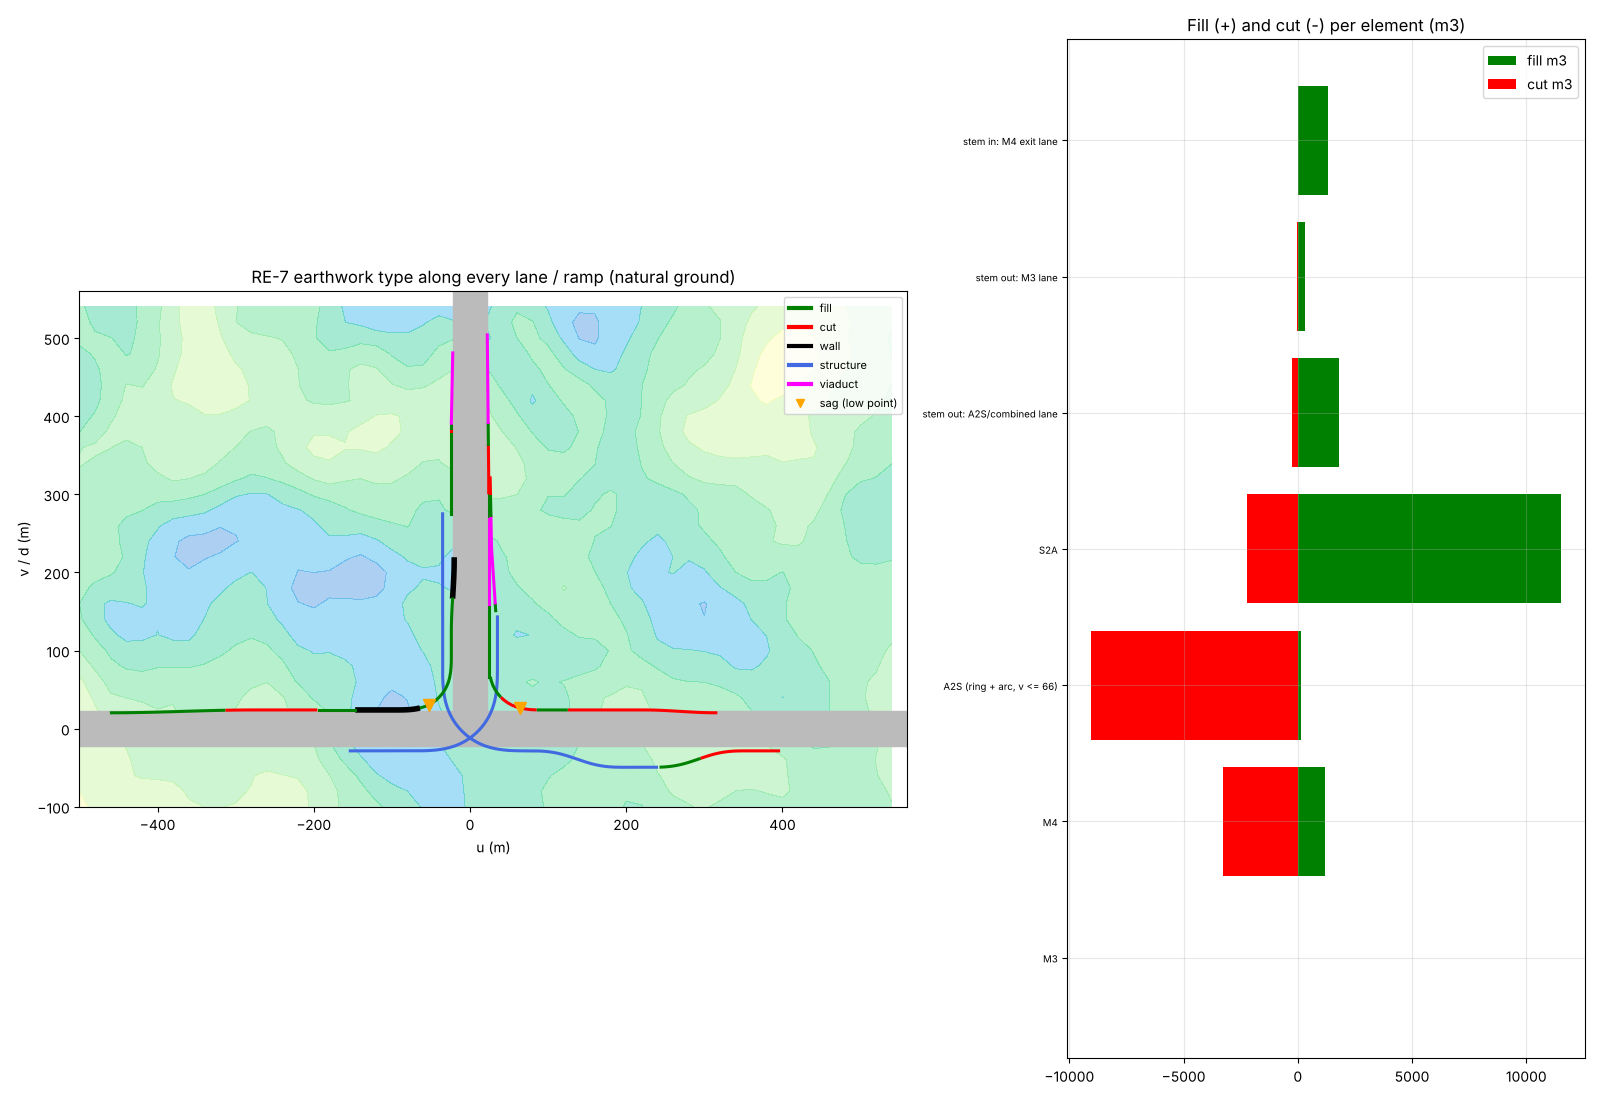 RE-7 earthwork type along every lane / ramp (natural ground)
fill
cut
wall
structure
viaduct
sag (low point)
v / d (m)
500
400
300
200
100
0
−100
−400
−200
0
200
400
u (m)
Fill (+) and cut (-) per element (m3)
fill m3
cut m3
stem in: M4 exit lane
stem out: M3 lane
stem out: A2S/combined lane
S2A
A2S (ring + arc, v <= 66)
M4
M3
−10000
−5000
0
5000
10000